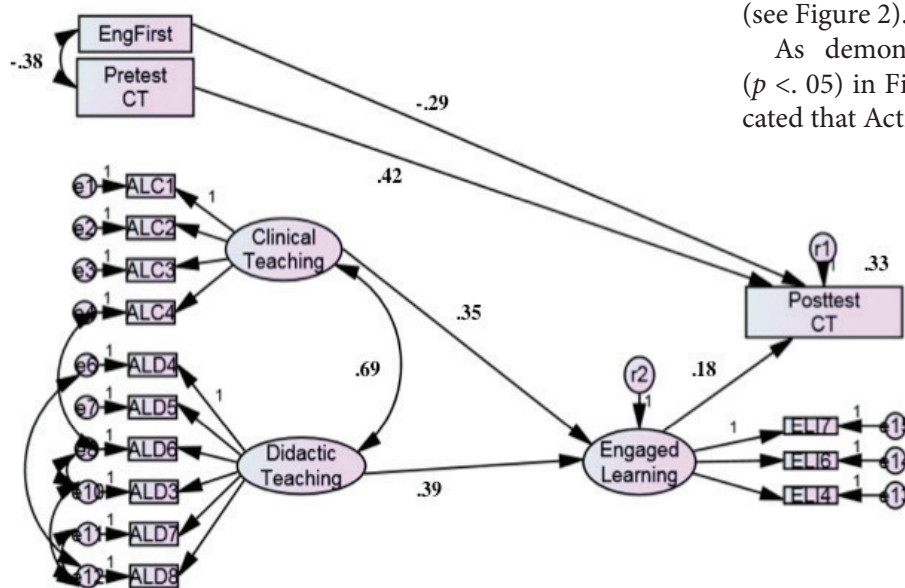 (see Figure 2).
As demon
(p <. 05) in Fi
cated that Act
EngFirst
-.38
Pretest
CT
-.29
.42
e1 1 ALC1 1
e2 1 ALC2
e3 1 ALC3
1 ALC4
Clinical
Teaching
r1
1
.33
Posttest
CT
.35
.69
.18
e6 1 ALD4 1
e7 1 ALD5
e8 1 ALD6
e10 1 ALD3
e11 1 ALD7
e12 1 ALD8
Didactic
Teaching
.39
r2
1
Engaged
Learning
1 ELI7 1
ELI6 1
ELI4 1